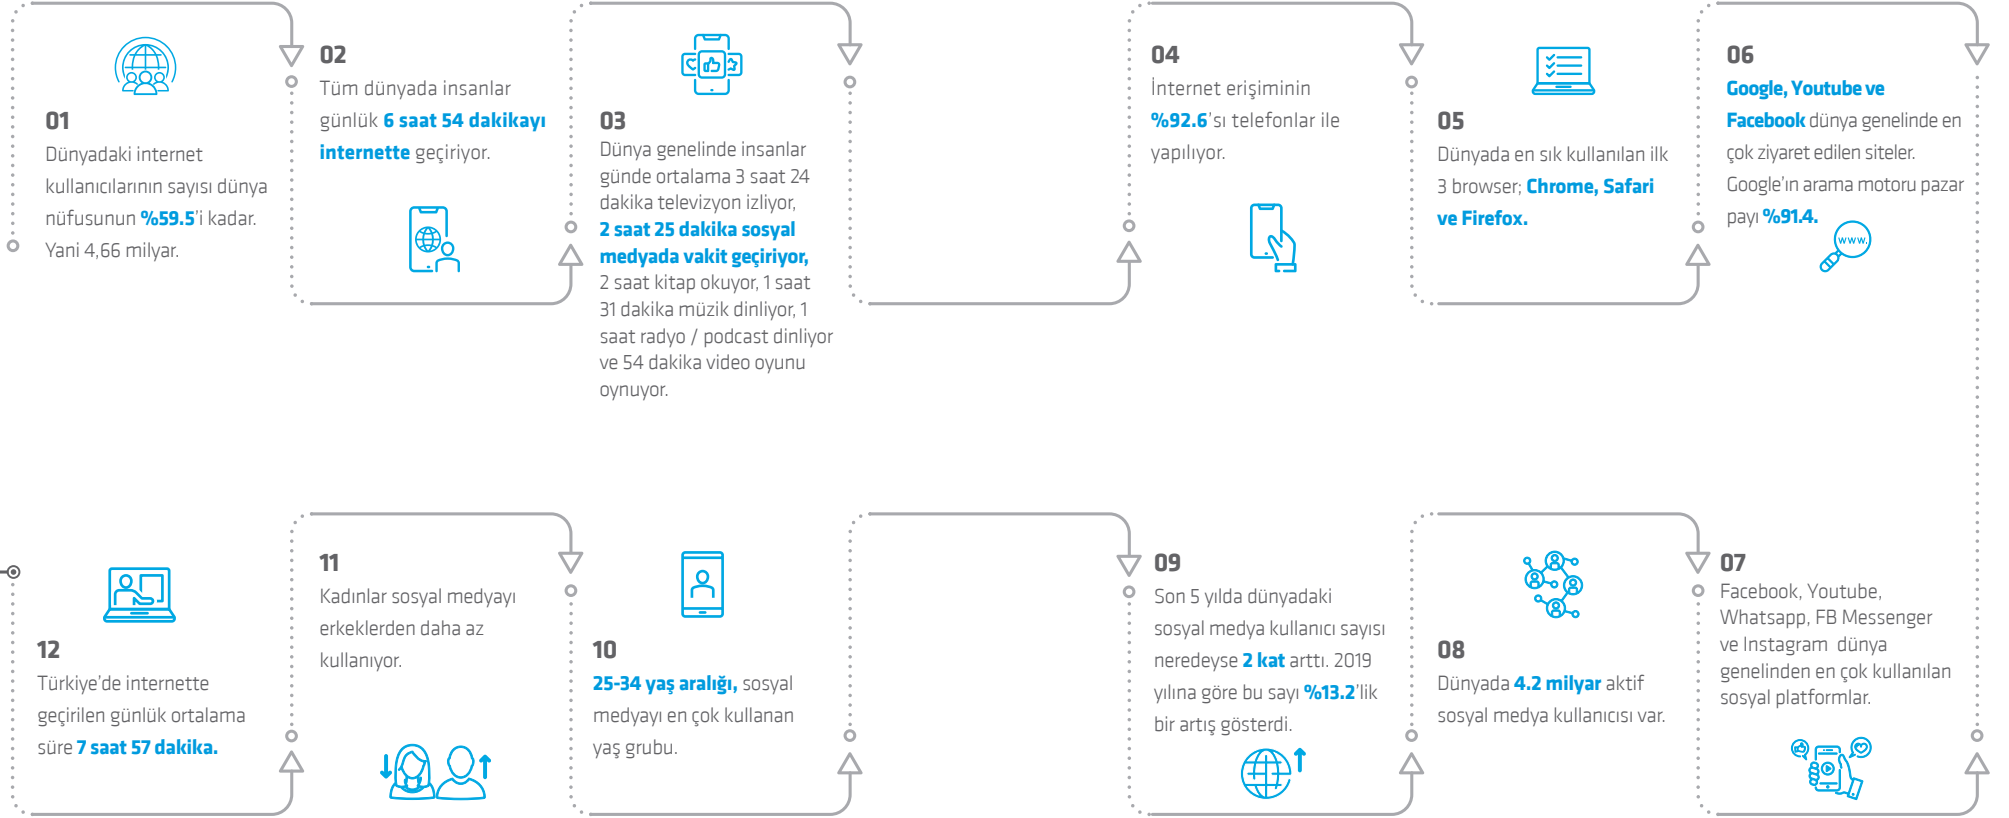 01
Dünyadaki internet
kullanıcılarının sayısı dünya
nüfusunun %59.5'i kadar.
Yani 4,66 milyar.
02
Tüm dünyada insanlar
günlük 6 saat 54 dakikayı
internette geçiriyor.
03
Dünya genelinde insanlar
günde ortalama 3 saat 24
dakika televizyon izliyor,
2 saat 25 dakika sosyal
medyada vakit geçiriyor,
2 saat kitap okuyor, 1 saat
31 dakika müzik dinliyor, 1
saat radyo / podcast dinliyor
ve 54 dakika video oyunu
oynuyor.
04
İnternet erişiminin
%92.6'sı telefonlar ile
yapılıyor.
05
Dünyada en sık kullanılan ilk
3 browser; Chrome, Safari
ve Firefox.
06
Google, Youtube ve
Facebook dünya genelinde en
çok ziyaret edilen siteler.
Google'ın arama motoru pazar
payı %91.4.
www.
07
Facebook, Youtube,
Whatsapp, FB Messenger
ve Instagram dünya
genelinden en çok kullanılan
sosyal platformlar.
08
Dünyada 4.2 milyar aktif
sosyal medya kullanıcısı var.
09
Son 5 yılda dünyadaki
sosyal medya kullanıcı sayısı
neredeyse 2 kat arttı. 2019
yılına göre bu sayı %13.2'lik
bir artış gösterdi.
10
25-34 yaş aralığı, sosyal
medyayı en çok kullanan
yaş grubu.
11
Kadınlar sosyal medyayı
erkeklerden daha az
kullanıyor.
12
Türkiye'de internette
geçirilen günlük ortalama
süre 7 saat 57 dakika.